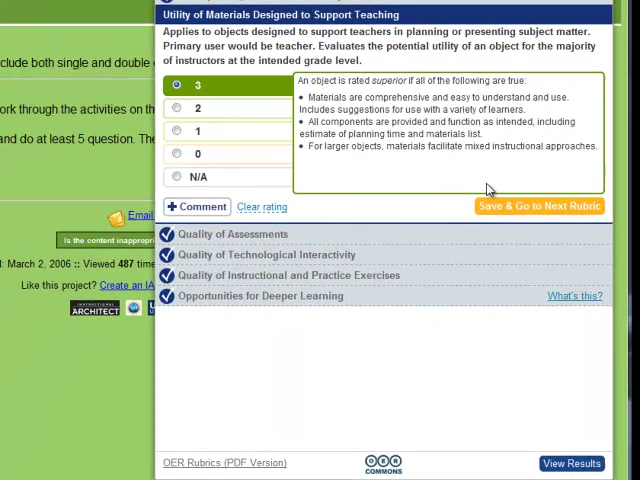 Utility of Materials Designed to Support Teaching
Applies to objects designed to support teachers in planning or presenting subject matter.
Primary user would be teacher. Evaluates the potential utility of an object for the majority
of instructors at the intended grade level.
clude both single and double
ork through the activities on th
and do at least 5 question. The
3
2
1
0
N/A
An object is rated superior if all of the following are true:
• Materials are comprehensive and easy to understand and use.
Includes suggestions for use with a variety of learners.
• All components are provided and function as intended, including
estimate of planning time and materials list.
• For larger objects, materials facilitate mixed instructional approaches.
+ Comment
Clear rating
Save & Go to Next Rubric
Email
Is the content inappropri
: March 2, 2006 :: Viewed 487 time
Like this project? Create an IA
INSTRUCTIONAL
ARCHITECT
Quality of Assessments
Quality of Technological Interactivity
Quality of Instructional and Practice Exercises
Opportunities for Deeper Learning
What's this?
OER Rubrics (PDF Version)
OER
COMMONS
View Results